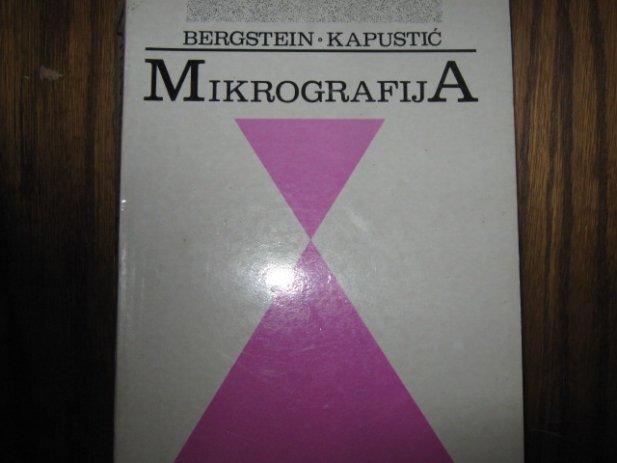 BERGSTEIN • KAPUSTIĆ
MIKROGRAFIJA